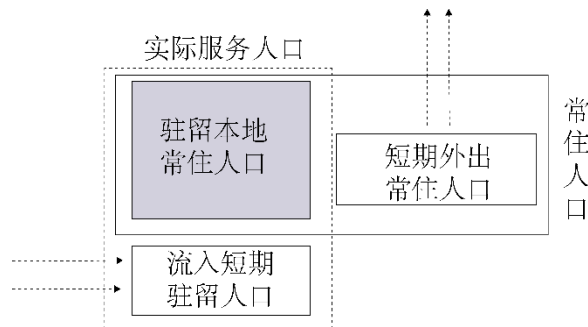 实际服务人口
驻留本地
常住人口
短期外出
常住人口
常
住
人
口
流入短期
驻留人口